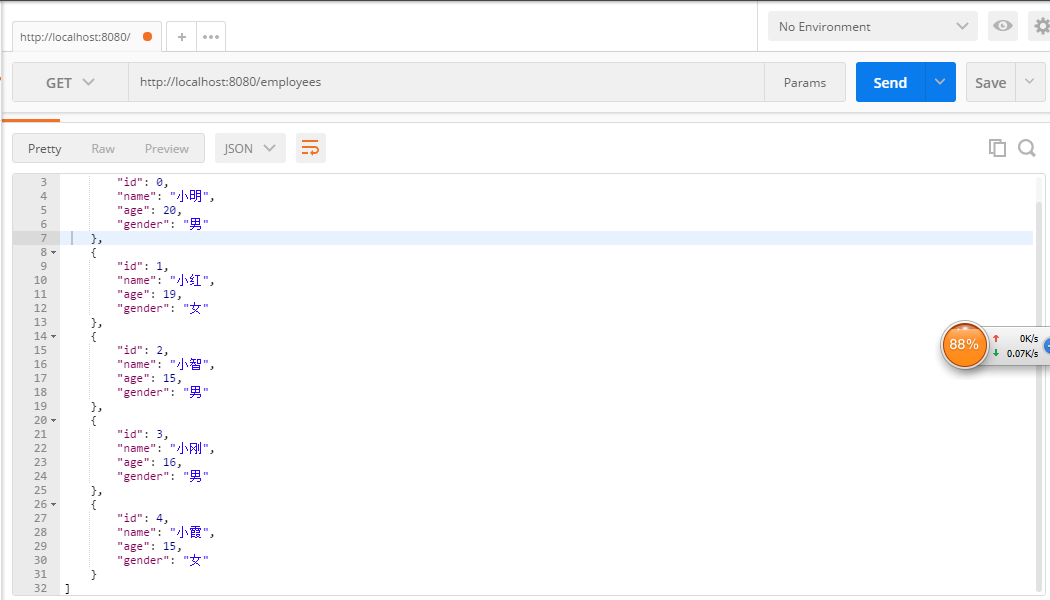 http://localhost:8080/
No Environment
GET http://localhost:8080/employees Params Send Save
Pretty Raw Preview JSON
3 "id": 0,
4 "name": "小明",
5 "age": 20,
6 "gender": "男"
7 },
8 {
9 "id": 1,
10 "name": "小红",
11 "age": 19,
12 "gender": "女"
13 },
14 {
15 "id": 2,
16 "name": "小智",
17 "age": 15,
18 "gender": "男"
19 },
20 {
21 "id": 3,
22 "name": "小刚",
23 "age": 16,
24 "gender": "男"
25 },
26 {
27 "id": 4,
28 "name": "小霞",
29 "age": 15,
30 "gender": "女"
31 }
32 ]
88%
0K/s
0.07K/s